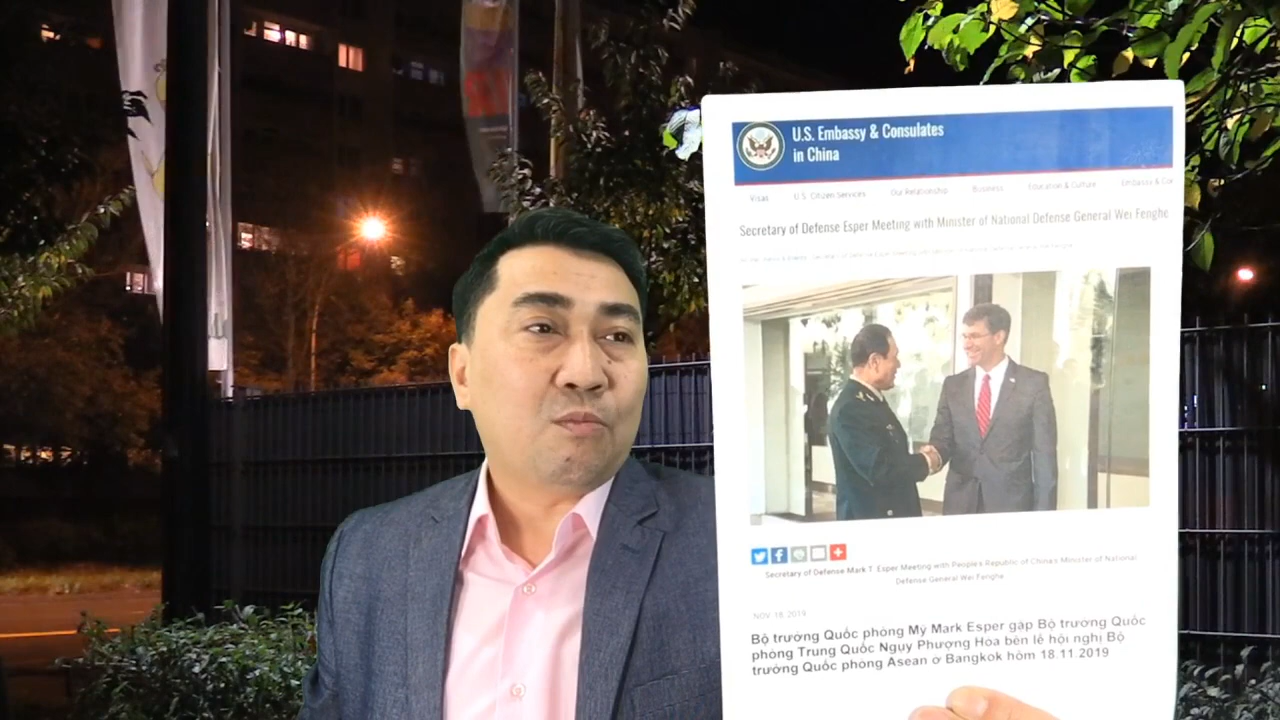 U.S. Embassy & Consulates
in China
Visas U.S. Citizen Services Our Relationship Business Education & Culture Embassy & Con
Secretary of Defense Esper Meeting with Minister of National Defense General Wei Fenghe
Secretary of Defense Mark T. Esper Meeting with People's Republic of China's Minister of National
Defense General Wei Fenghe
NOV 18, 2019
Bộ trưởng Quốc phòng Mỹ Mark Esper gặp Bộ trưởng Quốc
phòng Trung Quốc Ngụy Phượng Hòa bên lề hội nghị Bộ
trưởng Quốc phòng Asean ở Bangkok hôm 18.11.2019